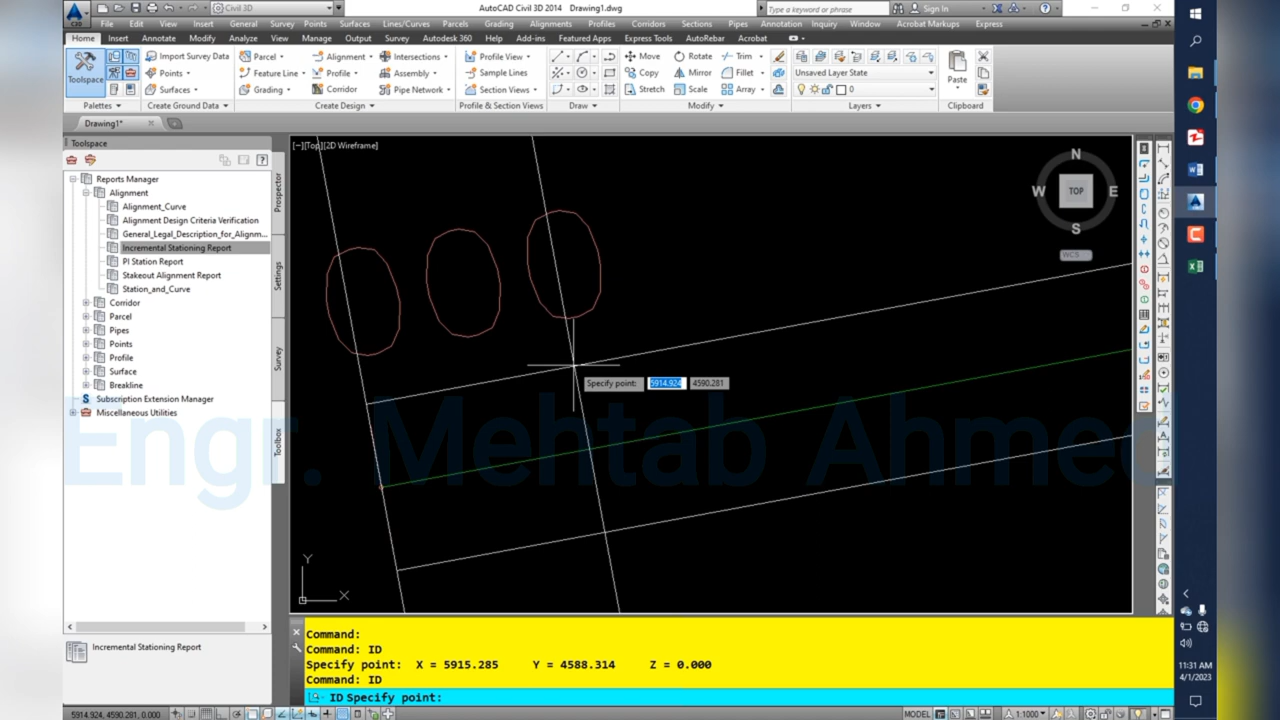 Civil 3D
AutoCAD Civil 3D 2014 Drawing1.dwg
Type a keyword or phrase
Sign In
File Edit View Insert General Survey Points Surfaces Lines/Curves Parcels Grading Alignments Profiles Corridors Sections Pipes Annotation Inquiry Window Acrobat Markups Express
Home Insert Annotate Modify Analyze View Manage Output Survey Autodesk 360 Help Add-ins Featured Apps Express Tools AutoRebar Acrobat
Import Survey Data Parcel Alignment Intersections Profile View Move Rotate Trim
Points Feature Line Profile Assembly Sample Lines Copy Mirror Fillet Unsaved Layer State
Toolspace Surfaces Grading Corridor Pipe Network Section Views Stretch Scale Array 0 Paste
Palettes Create Ground Data Create Design Profile & Section Views Draw Modify Layers Clipboard
Drawing1*
Toolspace
Reports Manager
Alignment
Alignment_Curve
Alignment Design Criteria Verification
General_Legal_Description_for_Alignm...
Incremental Stationing Report
PI Station Report
Stakeout Alignment Report
Station_and_Curve
Corridor
Parcel
Pipes
Points
Profile
Surface
Breakline
Subscription Extension Manager
Miscellaneous Utilities
Incremental Stationing Report
Prospector
Settings
Survey
Toolbox
[−][Top][2D Wireframe]
N
W TOP E
S
WCS
Specify point: 5914.924 4590.281
Engr. Mehtab Ahmed
Y
X
Command:
Command: ID
Specify point: X = 5915.285 Y = 4588.314 Z = 0.000
Command: ID
ID Specify point:
5914.924, 4590.281, 0.000
MODEL
1:1000
11:31 AM
4/1/2023